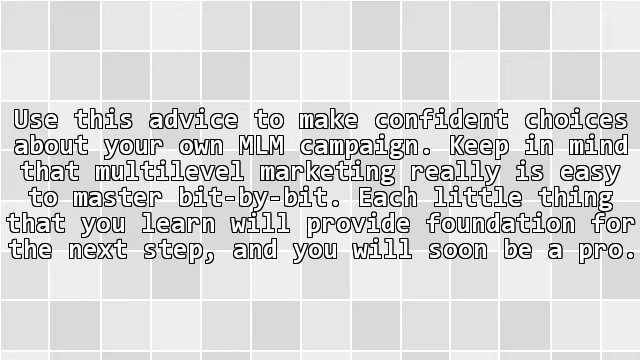 Use this advice to make confident choices
about your own MLM campaign. Keep in mind
that multilevel marketing really is easy
to master bit-by-bit. Each little thing
that you learn will provide foundation for
the next step, and you will soon be a pro.